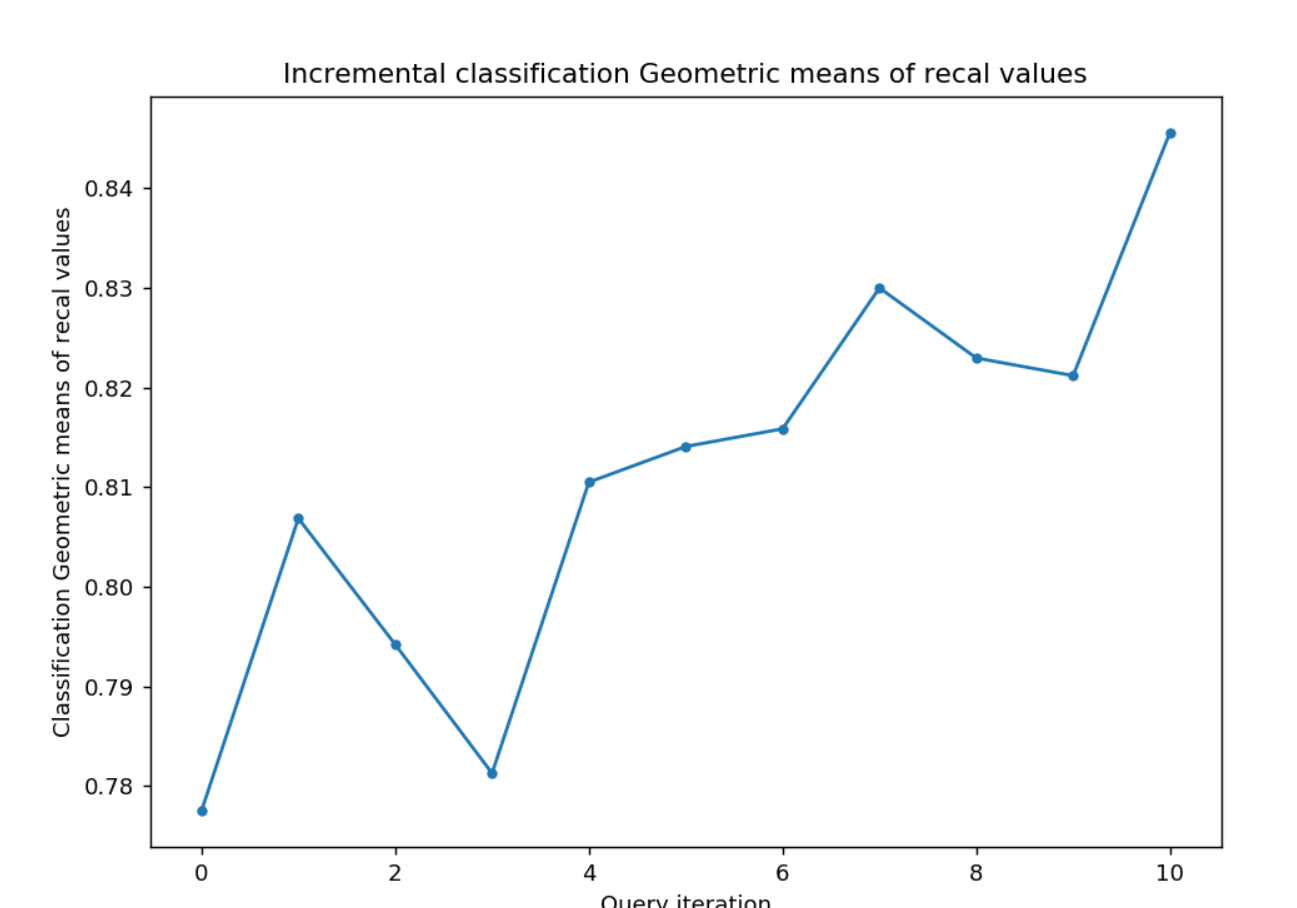 Incremental classification Geometric means of recal values
Classification Geometric means of recal values
0.84
0.83
0.82
0.81
0.80
0.79
0.78
0 2 4 6 8 10
Query iteration